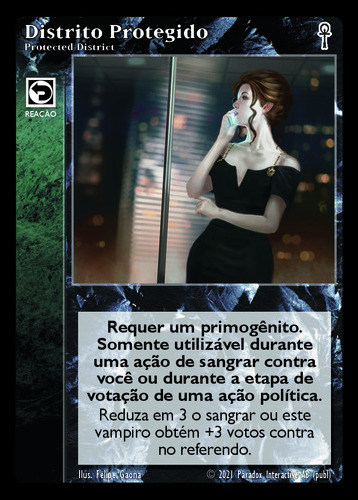 Distrito Protegido
Protected District
REAÇÃO
Requer um primogênito.
Somente utilizável durante
uma ação de sangrar contra
você ou durante a etapa de
votação de uma ação política.
Reduza em 3 o sangrar ou este
vampiro obtém +3 votos contra
no referendo.
Ilus. Felipe Gaona © 2021 Paradox Interactive AB (publ)